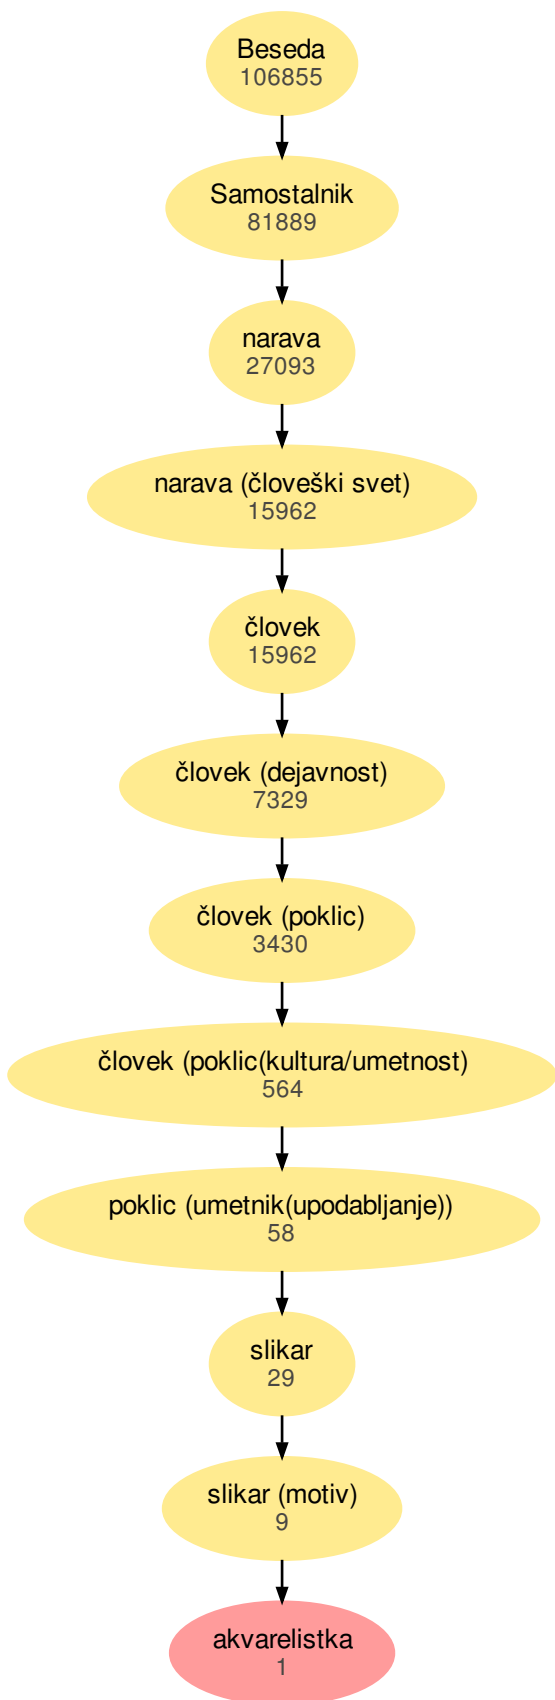 Beseda
106855
Samostalnik
81889
narava
27093
narava (človeški svet)
15962
človek
15962
človek (dejavnost)
7329
človek (poklic)
3430
človek (poklic(kultura/umetnost)
564
poklic (umetnik(upodabljanje))
58
slikar
29
slikar (motiv)
9
akvarelistka
1